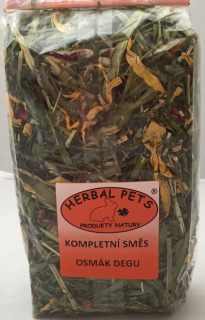 HERBAL PETS ®
PRODUKTY NATURY
KOMPLETNÍ SMĚS
OSMÁK DEGU